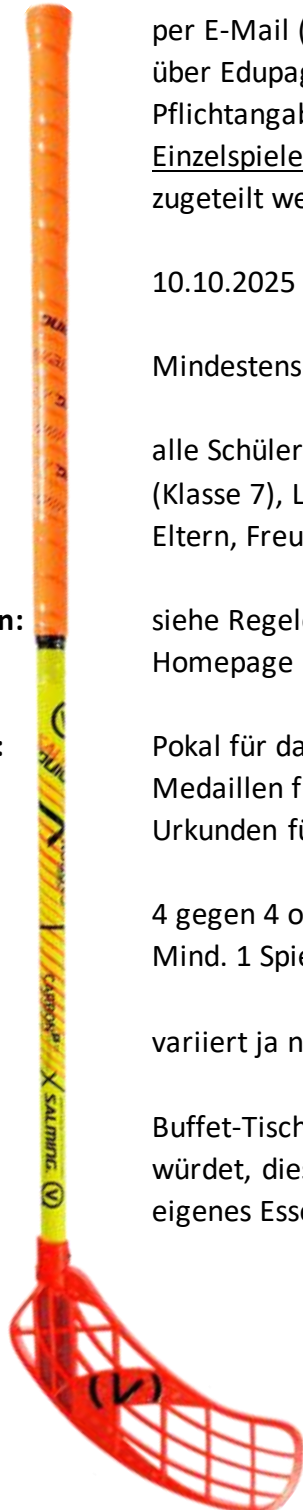 per E-Mail (
über Edupag
Pflichtangab
Einzelspiele
zugeteilt we
10.10.2025
Mindestens
alle Schüler
(Klasse 7), L
Eltern, Freu
n: siehe Regel
Homepage
: Pokal für da
Medaillen f
Urkunden fü
4 gegen 4 o
Mind. 1 Spie
variiert ja n
Buffet-Tisch
würdet, dies
eigenes Esse
CARBON
X SALMING